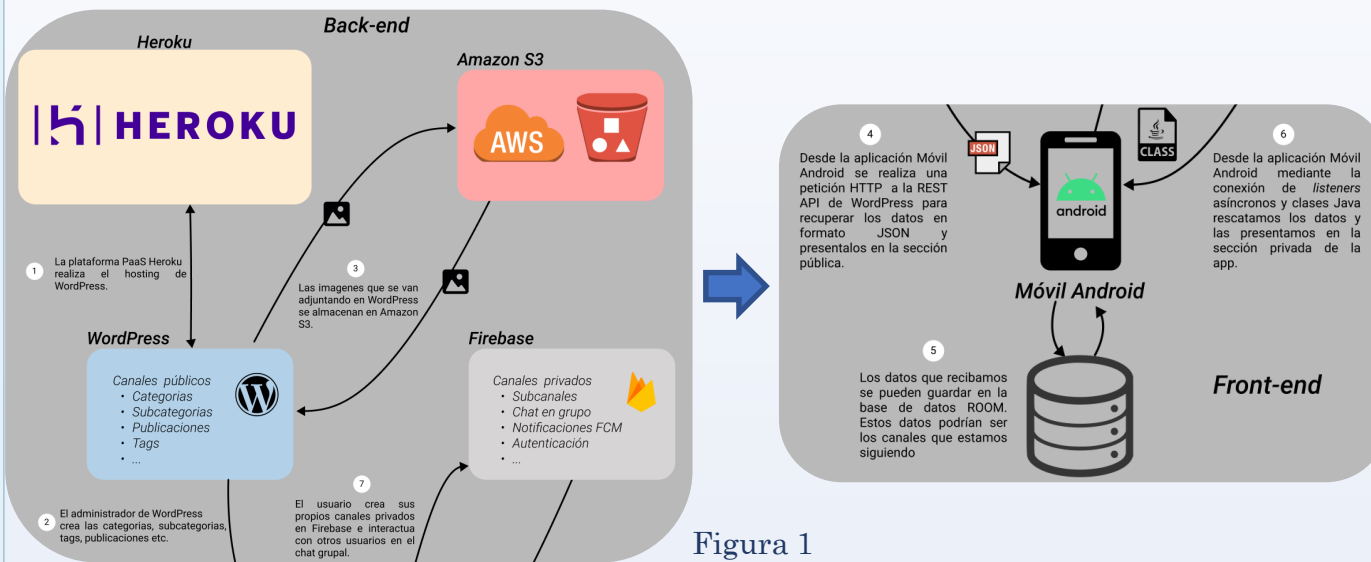 Back-end
Heroku
HEROKU
Amazon S3
AWS
1
La plataforma PaaS Heroku
realiza el hosting de
WordPress.
3
Las imagenes que se van
adjuntando en WordPress
se almacenan en Amazon
S3.
WordPress
Canales públicos
• Categorias
• Subcategorias
• Publicaciones
• Tags
• ...
Firebase
Canales privados
• Subcanales
• Chat en grupo
• Notificaciones FCM
• Autenticación
• ...
2
El administrador de WordPress
crea las categorias, subcategorias,
tags, publicaciones etc.
7
El usuario crea sus
propios canales privados
en Firebase e interactua
con otros usuarios en el
chat grupal.
Figura 1
4
Desde la aplicación Móvil
Android se realiza una
petición HTTP a la REST
API de WordPress para
recuperar los datos en
formato JSON y
presentalos en la sección
pública.
JSON
android
CLASS
6
Desde la aplicación Móvil
Android mediante la
conexión de listeners
asíncronos y clases Java
rescatamos los datos y
las presentamos en la
sección privada de la
app.
Móvil Android
5
Los datos que recibamos
se pueden guardar en la
base de datos ROOM.
Estos datos podrían ser
los canales que estamos
siguiendo
Front-end